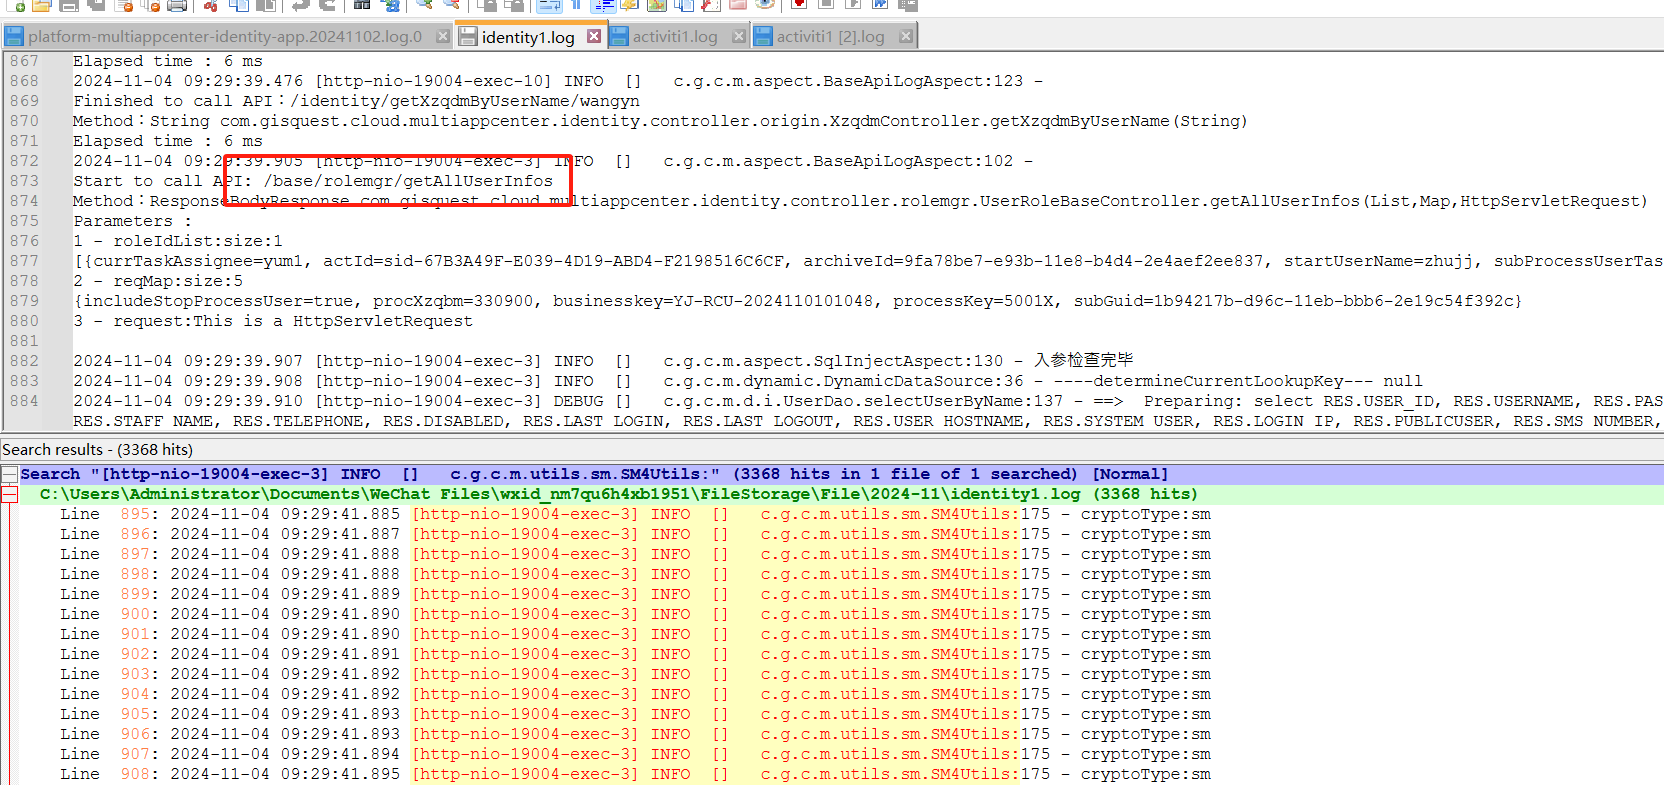 platform-multiappcenter-identity-app.20241102.log.0 identity1.log activiti1.log activiti1 [2].log
867 Elapsed time : 6 ms
868 2024-11-04 09:29:39.476 [http-nio-19004-exec-10] INFO  []   c.g.c.m.aspect.BaseApiLogAspect:123 -
869 Finished to call API：/identity/getXzqdmByUserName/wangyn
870 Method：String com.gisquest.cloud.multiappcenter.identity.controller.origin.XzqdmController.getXzqdmByUserName(String)
871 Elapsed time : 6 ms
872 2024-11-04 09:29:39.905 [http-nio-19004-exec-3] INFO  []   c.g.c.m.aspect.BaseApiLogAspect:102 -
873 Start to call API: /base/rolemgr/getAllUserInfos
874 Method：ResponseBodyResponse com.gisquest.cloud.multiappcenter.identity.controller.rolemgr.UserRoleBaseController.getAllUserInfos(List,Map,HttpServletRequest)
875 Parameters :
876 1 - roleIdList:size:1
877 [{currTaskAssignee=yum1, actId=sid-67B3A49F-E039-4D19-ABD4-F2198516C6CF, archiveId=9fa78be7-e93b-11e8-b4d4-2e4aef2ee837, startUserName=zhujj, subProcessUserTas
878 2 - reqMap:size:5
879 {includeStopProcessUser=true, procXzqbm=330900, businesskey=YJ-RCU-2024110101048, processKey=5001X, subGuid=1b94217b-d96c-11eb-bbb6-2e19c54f392c}
880 3 - request:This is a HttpServletRequest
881
882 2024-11-04 09:29:39.907 [http-nio-19004-exec-3] INFO  []   c.g.c.m.aspect.SqlInjectAspect:130 - 入参检查完毕
883 2024-11-04 09:29:39.908 [http-nio-19004-exec-3] INFO  []   c.g.c.m.dynamic.DynamicDataSource:36 - ----determineCurrentLookupKey--- null
884 2024-11-04 09:29:39.910 [http-nio-19004-exec-3] DEBUG []   c.g.c.m.d.i.UserDao.selectUserByName:137 - ==>  Preparing: select RES.USER_ID, RES.USERNAME, RES.PAS
RES.STAFF NAME, RES.TELEPHONE, RES.DISABLED, RES.LAST LOGIN, RES.LAST LOGOUT, RES.USER HOSTNAME, RES.SYSTEM USER, RES.LOGIN IP, RES.PUBLICUSER, RES.SMS NUMBER,
Search results - (3368 hits)
Search "[http-nio-19004-exec-3] INFO  []   c.g.c.m.utils.sm.SM4Utils:" (3368 hits in 1 file of 1 searched) [Normal]
C:\Users\Administrator\Documents\WeChat Files\wxid_nm7qu6h4xb1951\FileStorage\File\2024-11\identity1.log (3368 hits)
Line 895: 2024-11-04 09:29:41.885 [http-nio-19004-exec-3] INFO  []   c.g.c.m.utils.sm.SM4Utils:175 - cryptoType:sm
Line 896: 2024-11-04 09:29:41.887 [http-nio-19004-exec-3] INFO  []   c.g.c.m.utils.sm.SM4Utils:175 - cryptoType:sm
Line 897: 2024-11-04 09:29:41.888 [http-nio-19004-exec-3] INFO  []   c.g.c.m.utils.sm.SM4Utils:175 - cryptoType:sm
Line 898: 2024-11-04 09:29:41.888 [http-nio-19004-exec-3] INFO  []   c.g.c.m.utils.sm.SM4Utils:175 - cryptoType:sm
Line 899: 2024-11-04 09:29:41.889 [http-nio-19004-exec-3] INFO  []   c.g.c.m.utils.sm.SM4Utils:175 - cryptoType:sm
Line 900: 2024-11-04 09:29:41.890 [http-nio-19004-exec-3] INFO  []   c.g.c.m.utils.sm.SM4Utils:175 - cryptoType:sm
Line 901: 2024-11-04 09:29:41.890 [http-nio-19004-exec-3] INFO  []   c.g.c.m.utils.sm.SM4Utils:175 - cryptoType:sm
Line 902: 2024-11-04 09:29:41.891 [http-nio-19004-exec-3] INFO  []   c.g.c.m.utils.sm.SM4Utils:175 - cryptoType:sm
Line 903: 2024-11-04 09:29:41.892 [http-nio-19004-exec-3] INFO  []   c.g.c.m.utils.sm.SM4Utils:175 - cryptoType:sm
Line 904: 2024-11-04 09:29:41.892 [http-nio-19004-exec-3] INFO  []   c.g.c.m.utils.sm.SM4Utils:175 - cryptoType:sm
Line 905: 2024-11-04 09:29:41.893 [http-nio-19004-exec-3] INFO  []   c.g.c.m.utils.sm.SM4Utils:175 - cryptoType:sm
Line 906: 2024-11-04 09:29:41.893 [http-nio-19004-exec-3] INFO  []   c.g.c.m.utils.sm.SM4Utils:175 - cryptoType:sm
Line 907: 2024-11-04 09:29:41.894 [http-nio-19004-exec-3] INFO  []   c.g.c.m.utils.sm.SM4Utils:175 - cryptoType:sm
Line 908: 2024-11-04 09:29:41.895 [http-nio-19004-exec-3] INFO  []   c.g.c.m.utils.sm.SM4Utils:175 - cryptoType:sm